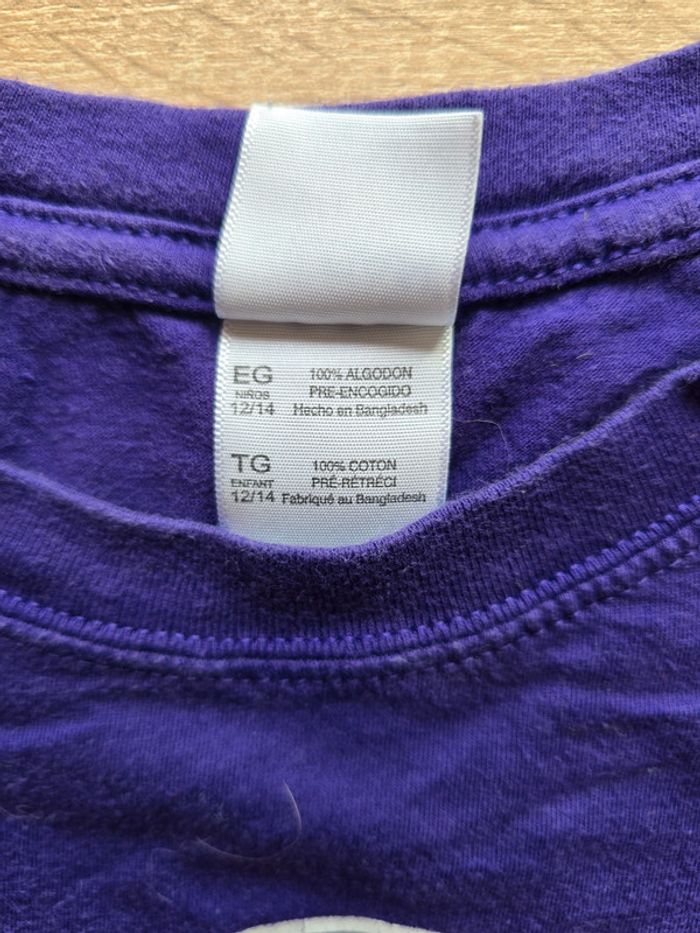 EG 100% ALGODON
NIÑOS PRE-ENCOGIDO
12/14 Hecho en Bangladesh
TG 100% COTON
ENFANT PRÉ-RÉTRÉCI
12/14 Fabriqué au Bangladesh